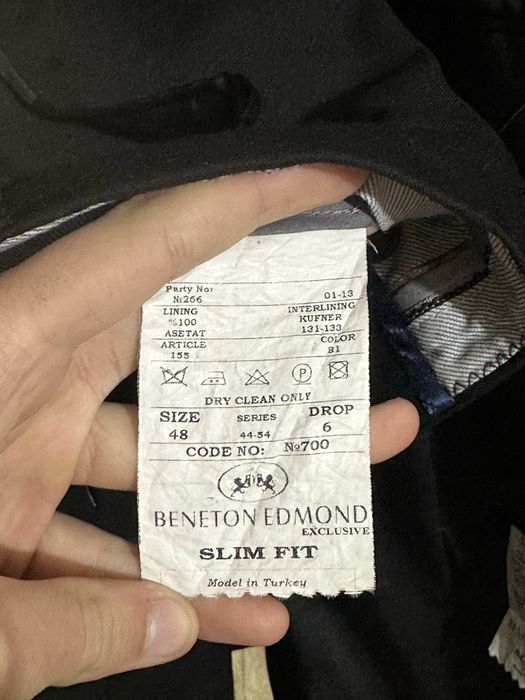 Party No: 01-13
№266 INTERLINING
LINING KUFNER
%100 131-133
ASETAT COLOR
ARTICLE B1
155
P
DRY CLEAN ONLY
SIZE SERIES DROP
48 44-54 6
CODE NO: №700
BENETON EDMOND
EXCLUSIVE
SLIM FIT
Model in Turkey